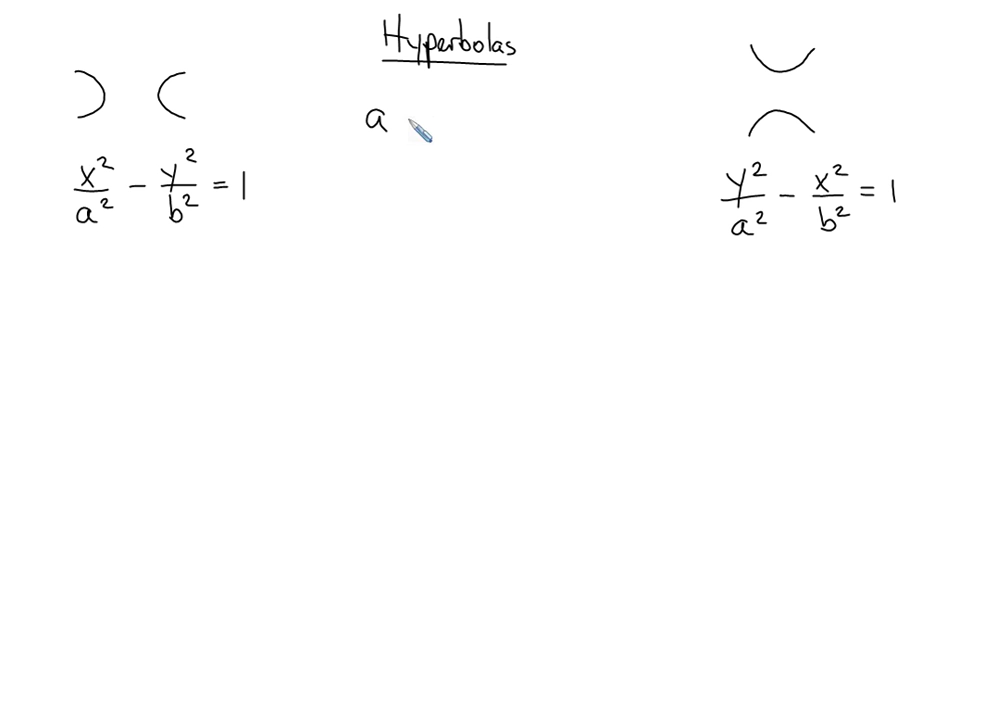 Hyperbolas
a
x²/a² - y²/b² = 1
y²/a² - x²/b² = 1